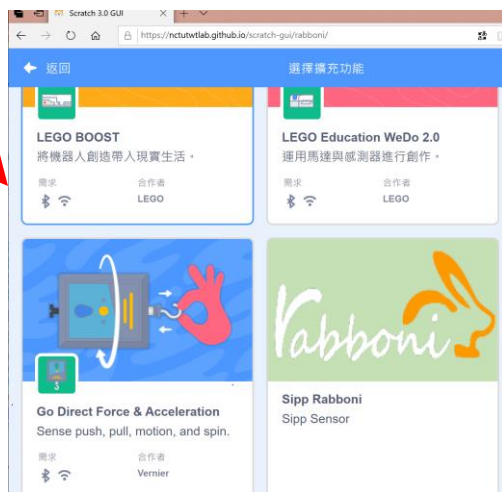 Scratch 3.0 GUI
https://nctutwtlab.github.io/scratch-gui/rabboni/
返回
選擇擴充功能
LEGO BOOST
將機器人創造帶入現實生活。
需求
合作者
LEGO
LEGO Education WeDo 2.0
運用馬達與感測器進行創作。
需求
合作者
LEGO
Go Direct Force & Acceleration
Sense push, pull, motion, and spin.
需求
合作者
Vernier
rabboni
Sipp Rabboni
Sipp Sensor